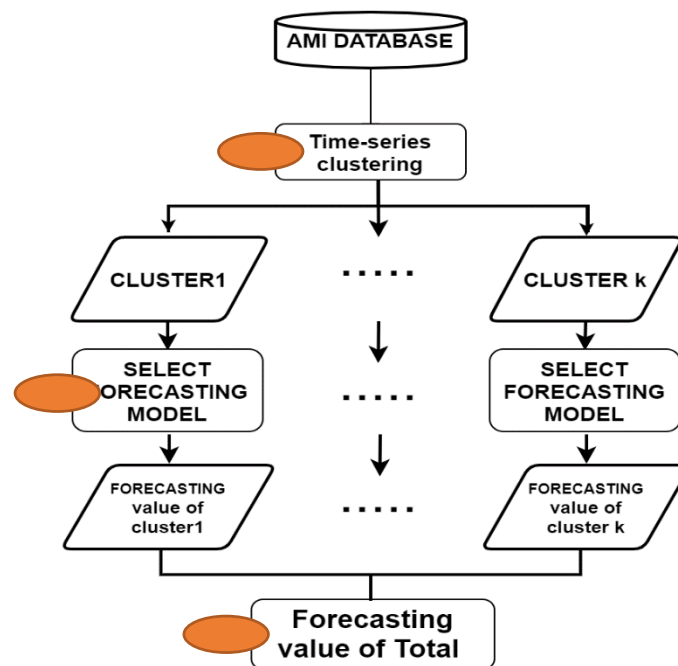 AMI DATABASE
Time-series
clustering
CLUSTER1
.....
CLUSTER k
SELECT
ORECASTING
MODEL
.....
SELECT
FORECASTING
MODEL
FORECASTING
value of
cluster1
.....
FORECASTING
value of
cluster k
Forecasting
value of Total